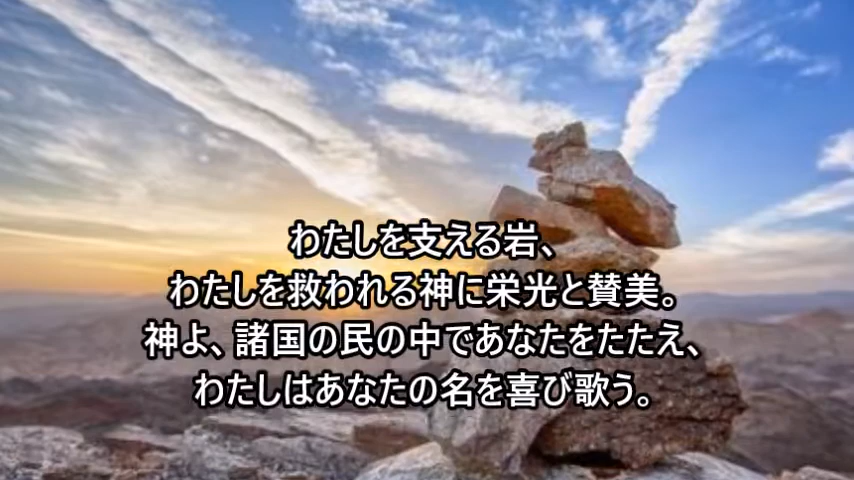 わたしを支える岩、
わたしを救われる神に栄光と賛美。
神よ、諸国の民の中であなたをたたえ、
わたしはあなたの名を喜び歌う。